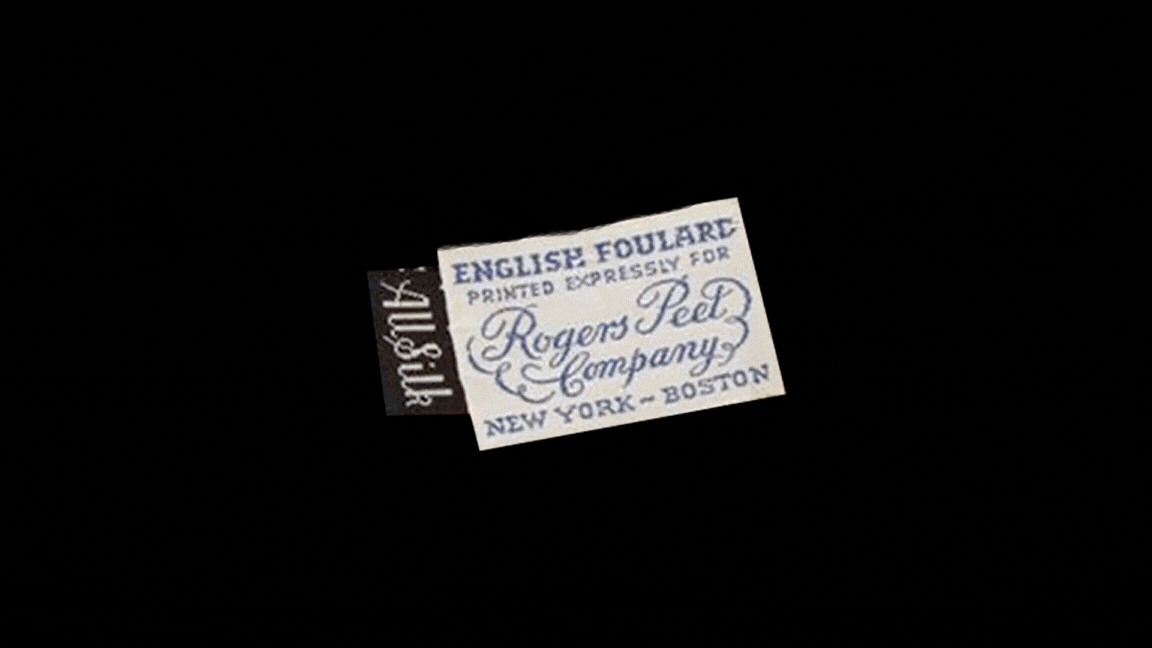 ENGLISH FOULARD
PRINTED EXPRESSLY FOR
Rogers Peet
Company
NEW YORK ~ BOSTON
All Silk